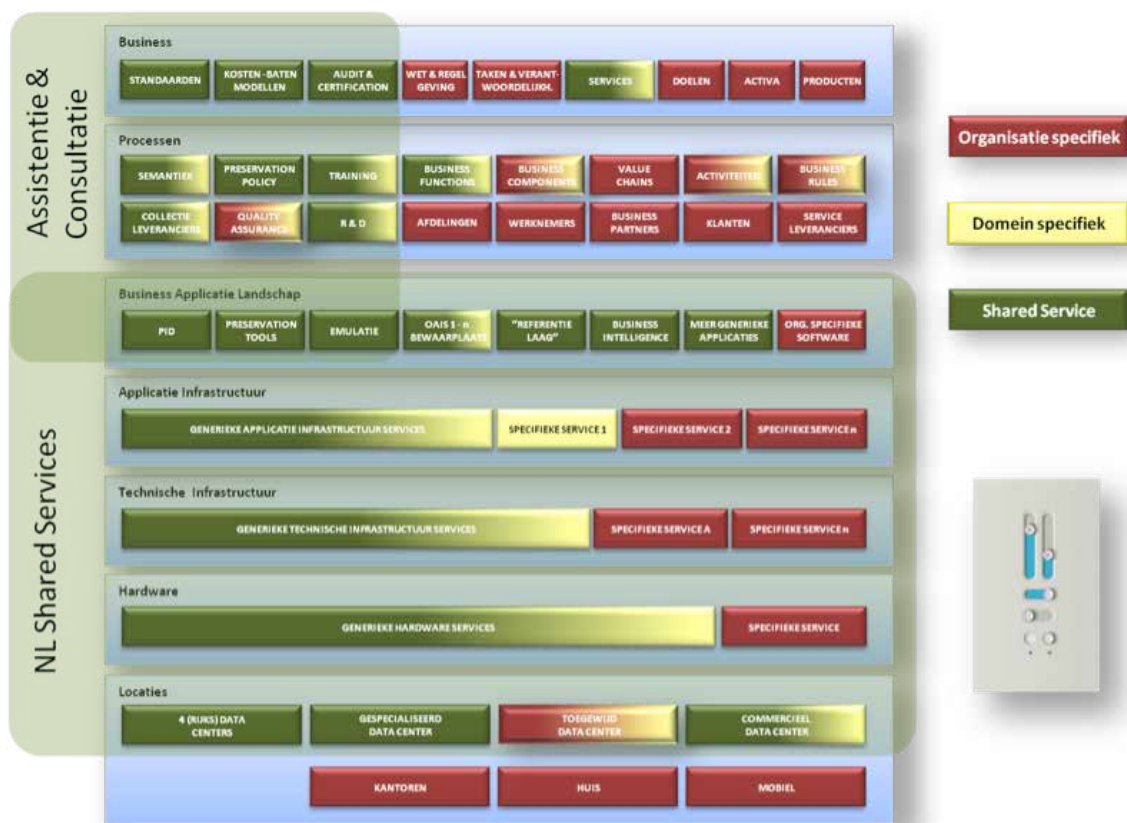 Assistentie &
Consultatie
Business
STANDAARDEN
KOSTEN - BATEN
MODELLEN
AUDIT &
CERTIFICATION
WET & REGEL
GEVING
TAKEN & VERANT-
WOORDELIJKH.
SERVICES
DOELEN
ACTIVA
PRODUCTEN
Processen
SEMANTIEK
PRESERVATION
POLICY
TRAINING
BUSINESS
FUNCTIONS
BUSINESS
COMPONENTS
VALUE
CHAINS
ACTIVITEITEN
BUSINESS
RULES
COLLECTIE
LEVERANCIERS
QUALITY
ASSURANCE
R & D
AFDELINGEN
WERKNEMERS
BUSINESS
PARTNERS
KLANTEN
SERVICE
LEVERANCIERS
NL Shared Services
Business Applicatie Landschap
PID
PRESERVATION
TOOLS
EMULATIE
OAIS 1 - n
BEWAARPLAATS
"REFERENTIE
LAAG"
BUSINESS
INTELLIGENCE
MEER GENERIEKE
APPLICATIES
ORG. SPECIFIEKE
SOFTWARE
Applicatie Infrastructuur
GENERIEKE APPLICATIE INFRASTRUCTUUR SERVICES
SPECIFIEKE SERVICE 1
SPECIFIEKE SERVICE 2
SPECIFIEKE SERVICE n
Technische Infrastructuur
GENERIEKE TECHNISCHE INFRASTRUCTUUR SERVICES
SPECIFIEKE SERVICE A
SPECIFIEKE SERVICE n
Hardware
GENERIEKE HARDWARE SERVICES
SPECIFIEKE SERVICE
Locaties
4 (RIJKS) DATA
CENTERS
GESPECIALISEERD
DATA CENTER
TOEGEWIJD
DATA CENTER
COMMERCIEEL
DATA CENTER
KANTOREN
HUIS
MOBIEL
Organisatie specifiek
Domein specifiek
Shared Service